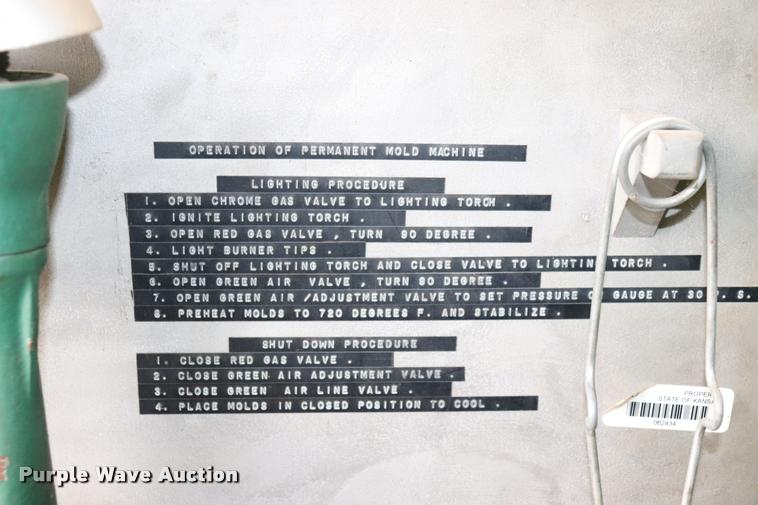 OPERATION OF PERMANENT MOLD MACHINE
LIGHTING PROCEDURE
1. OPEN CHROME GAS VALVE TO LIGHTING TORCH .
2. IGNITE LIGHTING TORCH .
3. OPEN RED GAS VALVE , TURN 90 DEGREE .
4. LIGHT BURNER TIPS .
5. SHUT OFF LIGHTING TORCH AND CLOSE VALVE TO LIGHTING TORCH .
6. OPEN GREEN AIR VALVE , TURN 90 DEGREE .
7. OPEN GREEN AIR /ADJUSTMENT VALVE TO SET PRESSURE GAUGE AT 30 . S.
8. PREHEAT MOLDS TO 720 DEGREES F. AND STABILIZE .
SHUT DOWN PROCEDURE
1. CLOSE RED GAS VALVE .
2. CLOSE GREEN AIR ADJUSTMENT VALVE .
3. CLOSE GREEN AIR LINE VALVE .
4. PLACE MOLDS IN CLOSED POSITION TO COOL .
PROPER
STATE OF KANSA
062434
Purple Wave Auction